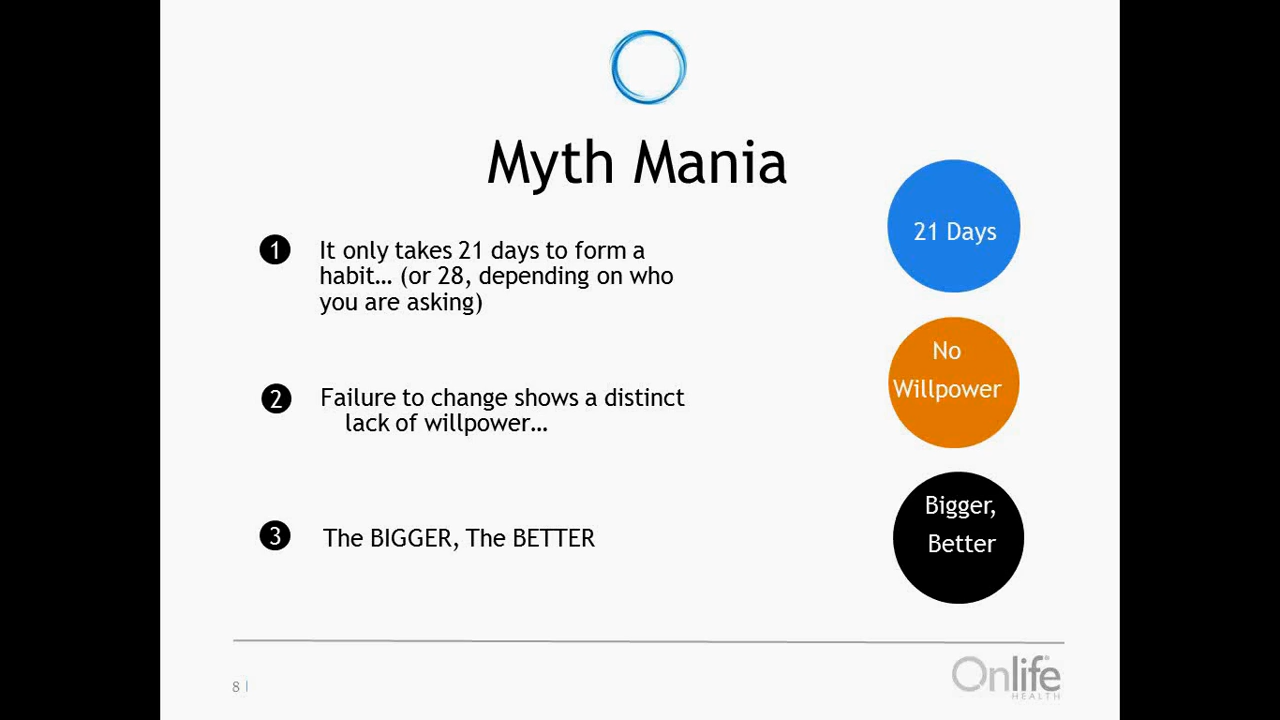 Myth Mania
1 It only takes 21 days to form a
habit... (or 28, depending on who
you are asking)
2 Failure to change shows a distinct
lack of willpower...
3 The BIGGER, The BETTER
21 Days
No
Willpower
Bigger,
Better
8 |
Onlife
HEALTH